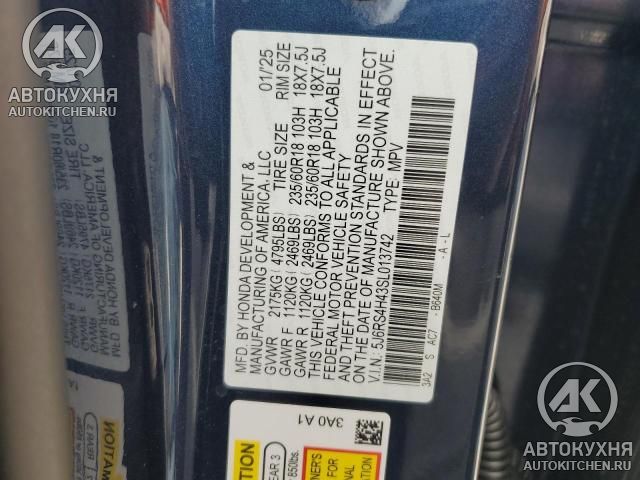 MFD. BY HONDA DEVELOPMENT & 01/'25
MANUFACTURING OF AMERICA, LLC
TIRE SIZE RIM SIZE
GVWR 2175KG( 4795LBS)
GAWR F 1120KG( 2469LBS) 235/60R18 103H 18X7.5J
GAWR R 1120KG( 2469LBS) 235/60R18 103H 18X7.5J
THIS VEHICLE CONFORMS TO ALL APPLICABLE
FEDERAL MOTOR VEHICLE SAFETY
AND THEFT PREVENTION STANDARDS IN EFFECT
ON THE DATE OF MANUFACTURE SHOWN ABOVE.
V.I.N: 5J6RS4H43SL013742 TYPE: MPV
3A2 S AC7 - B640M - A - L
3A0 A1
850lbs.
АВТОКУХНЯ
AUTOKITCHEN.RU
АВТОКУХНЯ
AUTOKITCHEN.RU